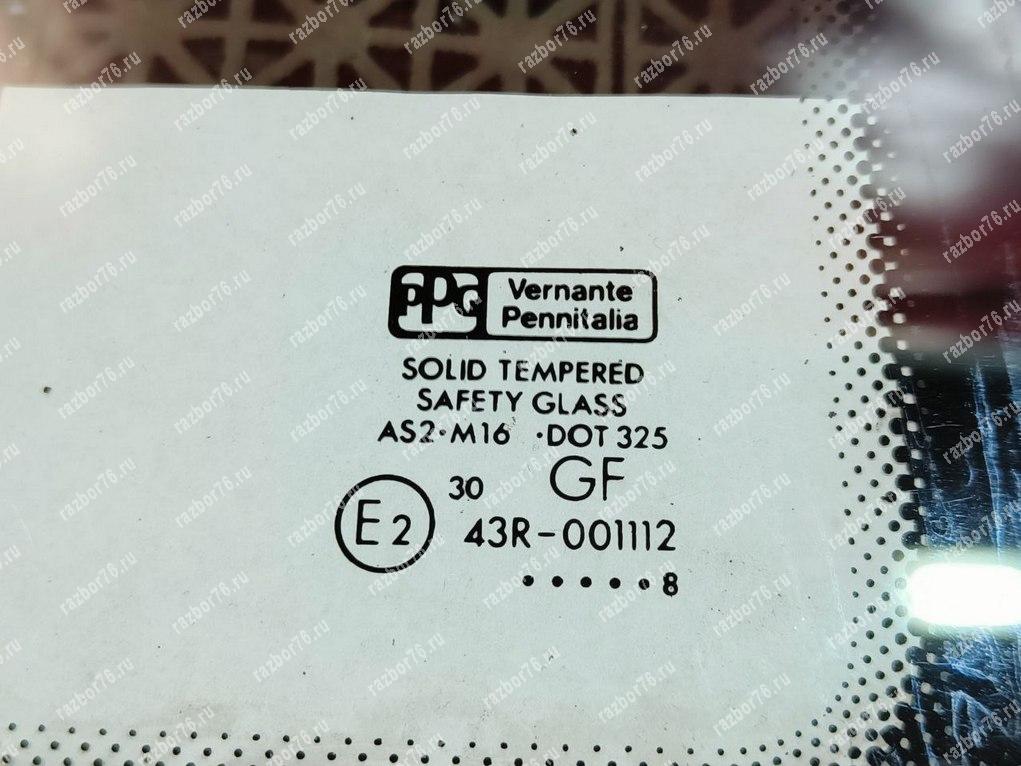 PPG Vernante
Pennitalia
SOLID TEMPERED
SAFETY GLASS
AS2·M16 ·DOT 325
30 GF
E2 43R-001112
• • • • • 8
razbor76.ru